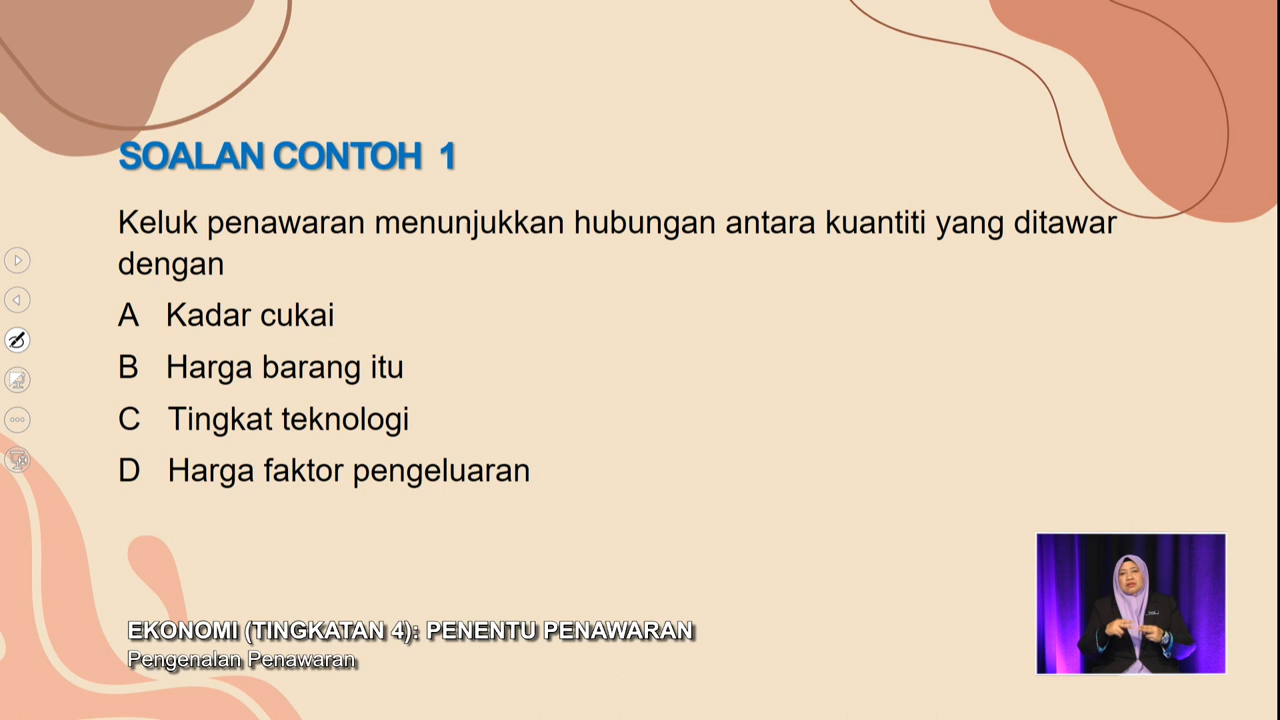 SOALAN CONTOH 1
Keluk penawaran menunjukkan hubungan antara kuantiti yang ditawar
dengan
A Kadar cukai
B Harga barang itu
C Tingkat teknologi
D Harga faktor pengeluaran
EKONOMI (TINGKATAN 4): PENENTU PENAWARAN
Pengenalan Penawaran